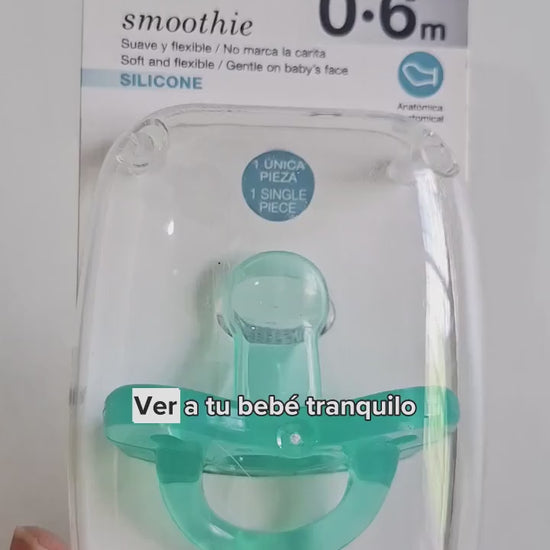 smoothie
0·6m
Suave y flexible / No marca la carita
Soft and flexible / Gentle on baby's face
SILICONE
Anatómica
1 ÚNICA
PIEZA
1 SINGLE
PIECE
Ver a tu bebé tranquilo